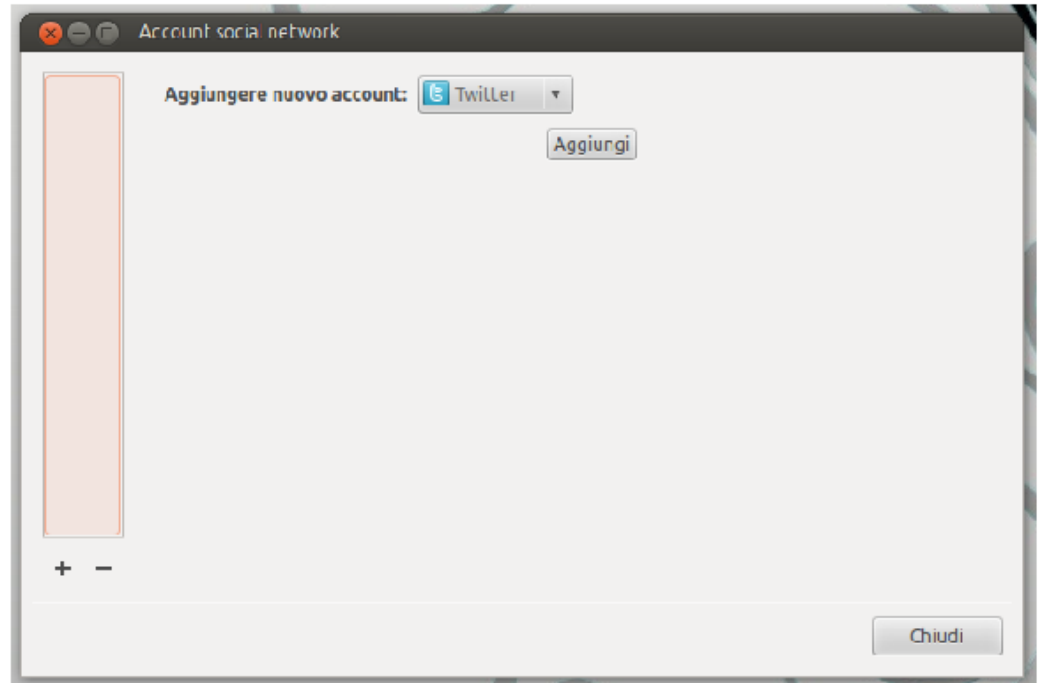 Account social network
Aggiungere nuovo account: Twitter
Aggiungi
+ −
Chiudi